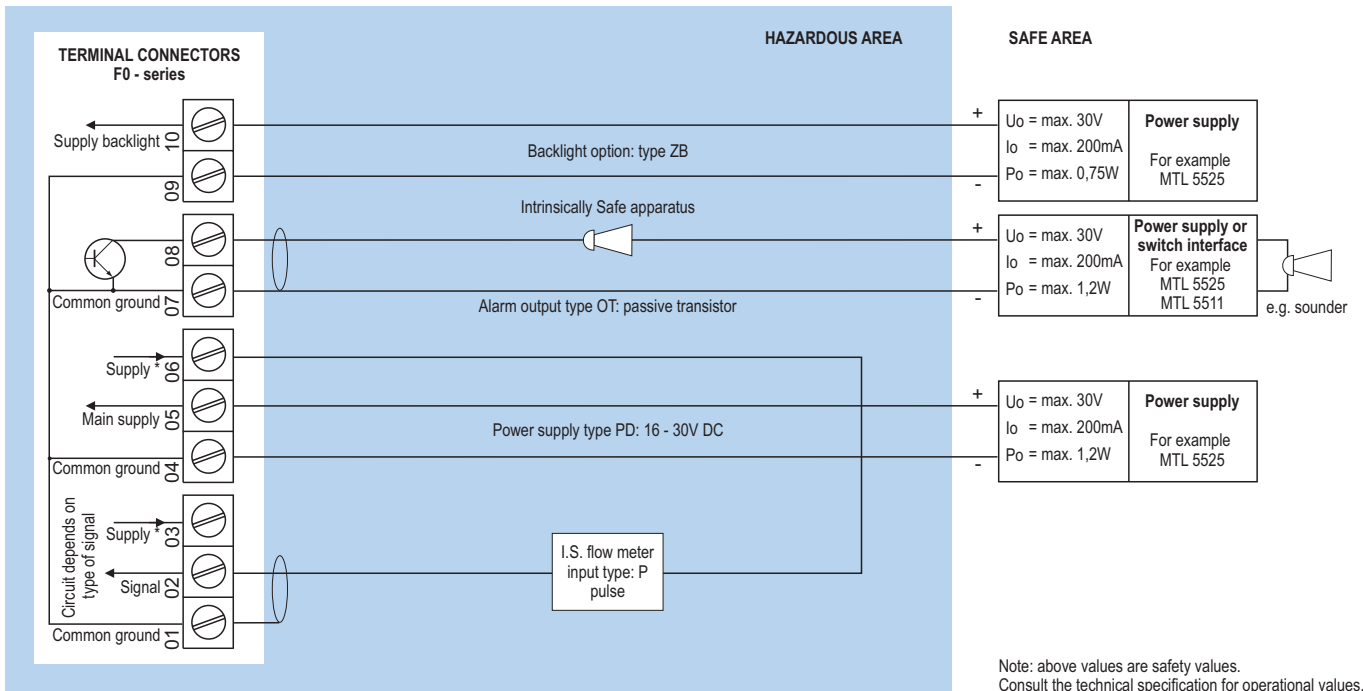 HAZARDOUS AREA
SAFE AREA
TERMINAL CONNECTORS
F0 - series
Supply backlight
10
09
Backlight option: type ZB
+
-
Uo = max. 30V
Io = max. 200mA
Po = max. 0,75W
Power supply
For example
MTL 5525
08
Common ground
07
Intrinsically Safe apparatus
Alarm output type OT: passive transistor
+
-
Uo = max. 30V
Io = max. 200mA
Po = max. 1,2W
Power supply or
switch interface
For example
MTL 5525
MTL 5511
e.g. sounder
Supply *
06
Main supply
05
Common ground
04
Power supply type PD: 16 - 30V DC
+
-
Uo = max. 30V
Io = max. 200mA
Po = max. 1,2W
Power supply
For example
MTL 5525
Circuit depends on
type of signal
Supply *
03
Signal
02
Common ground
01
I.S. flow meter
input type: P
pulse
Note: above values are safety values.
Consult the technical specification for operational values.